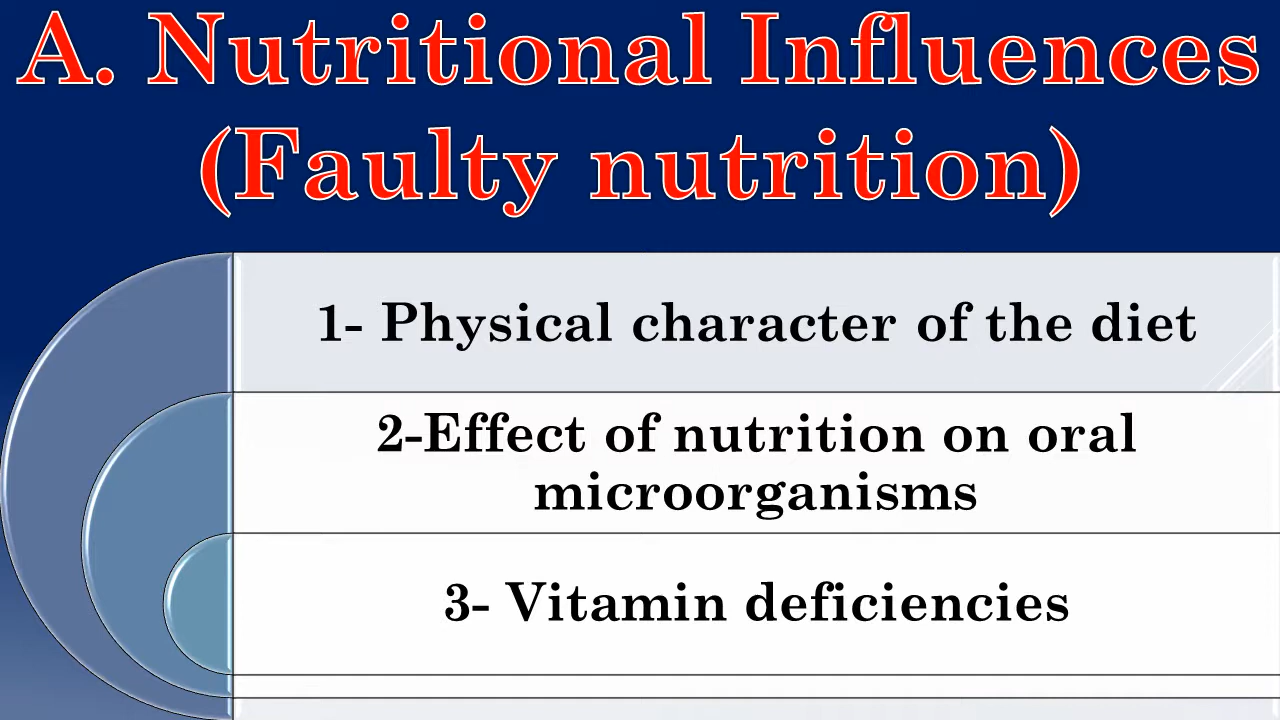 A. Nutritional Influences
(Faulty nutrition)
1- Physical character of the diet
2-Effect of nutrition on oral
microorganisms
3- Vitamin deficiencies